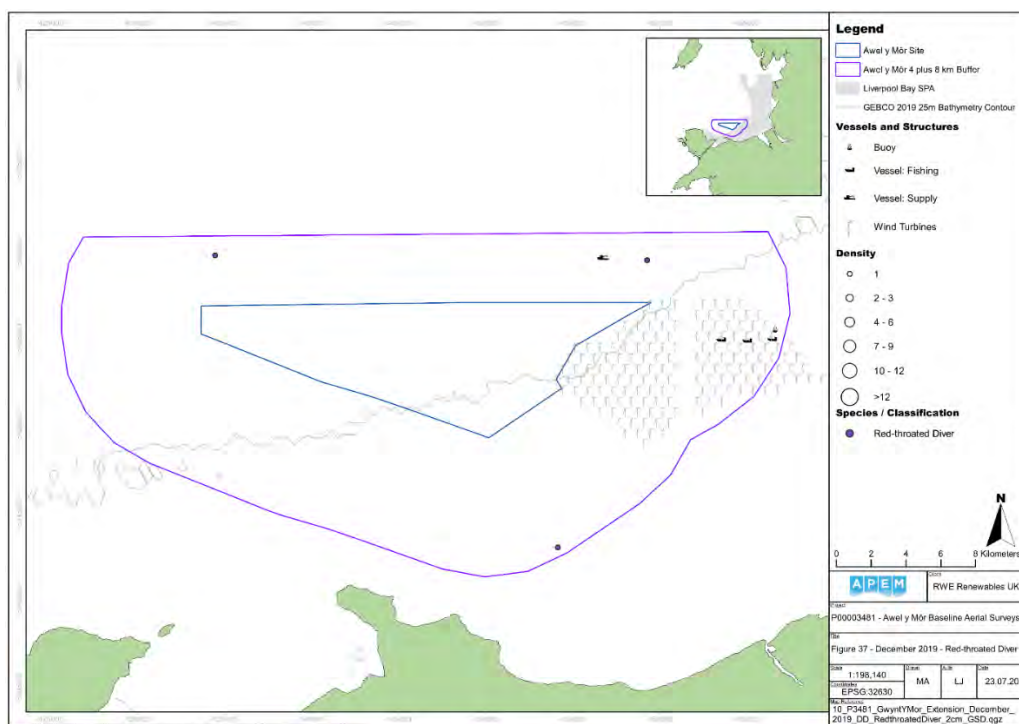 Legend
Awel y Môr Site
Awel y Môr 4 plus 8 km Buffer
Liverpool Bay SPA
GEBCO 2019 25m Bathymetry Contour
Vessels and Structures
Buoy
Vessel: Fishing
Vessel: Supply
Wind Turbines
Density
1
2 - 3
4 - 6
7 - 9
10 - 12
>12
Species / Classification
Red-throated Diver
N
0 2 4 6 8 Kilometers
APEM
RWE Renewables UK
P00003481 - Awel y Môr Baseline Aerial Surveys
Figure 37 - December 2019 - Red-throated Diver
1:198,140 MA LJ 23.07.20
EPSG:32630
10_P3481_GwyntYMor_Extension_December_
2019_DD_RedthroatedDiver_2cm_GSD.qgz